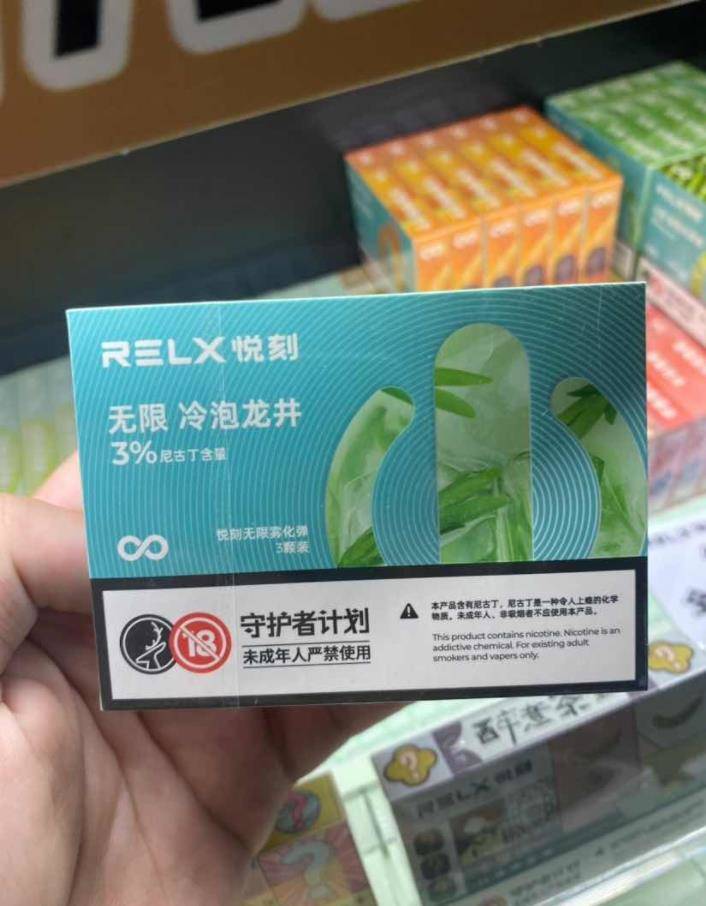 RELX 悦刻
无限 冷泡龙井
3% 尼古丁含量
悦刻无限雾化弹
3颗装
18
守护者计划
未成年人严禁使用
本产品含有尼古丁，尼古丁是一种令人上瘾的化学
物质。未成年人、非吸烟者不应使用本产品。
This product contains nicotine. Nicotine is an
addictive chemical. For existing adult
smokers and vapers only.